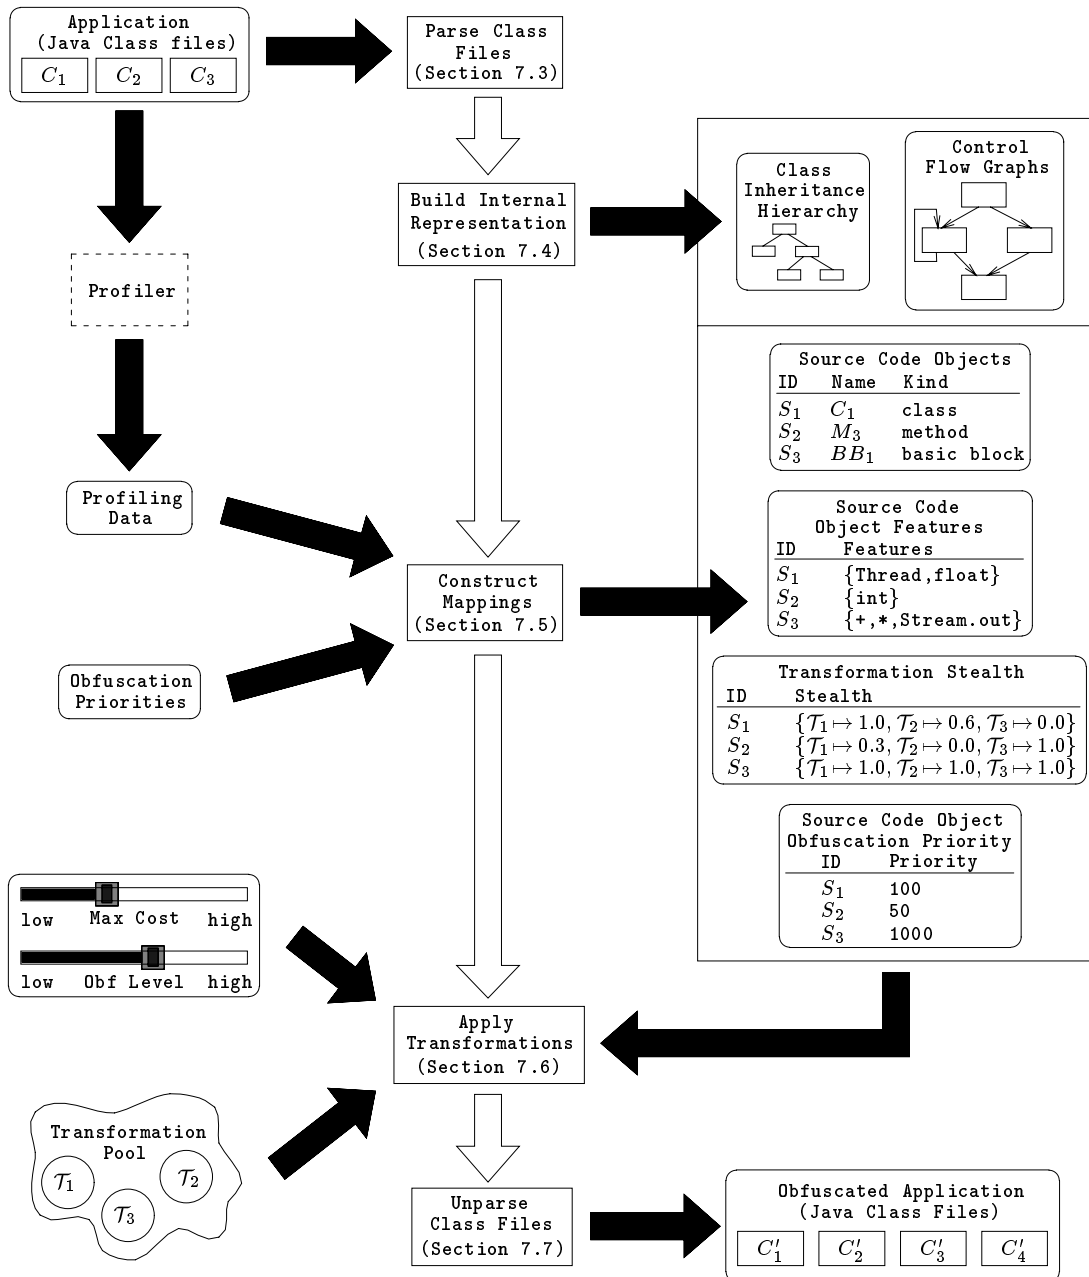 Application
(Java Class files)
C1 C2 C3
Parse Class
Files
(Section 7.3)
Build Internal
Representation
(Section 7.4)
Class
Inheritance
Hierarchy
Control
Flow Graphs
Profiler
Source Code Objects
ID Name Kind
S1 C1 class
S2 M3 method
S3 BB1 basic block
Profiling
Data
Source Code
Object Features
ID Features
S1 {Thread,float}
S2 {int}
S3 {+,*,Stream.out}
Construct
Mappings
(Section 7.5)
Obfuscation
Priorities
Transformation Stealth
ID Stealth
S1 {𝒯1 ↦ 1.0, 𝒯2 ↦ 0.6, 𝒯3 ↦ 0.0}
S2 {𝒯1 ↦ 0.3, 𝒯2 ↦ 0.0, 𝒯3 ↦ 1.0}
S3 {𝒯1 ↦ 1.0, 𝒯2 ↦ 1.0, 𝒯3 ↦ 1.0}
Source Code Object
Obfuscation Priority
ID Priority
S1 100
S2 50
S3 1000
low Max Cost high
low Obf Level high
Apply
Transformations
(Section 7.6)
Transformation
Pool
𝒯1 𝒯2
𝒯3
Unparse
Class Files
(Section 7.7)
Obfuscated Application
(Java Class Files)
C′1 C′2 C′3 C′4